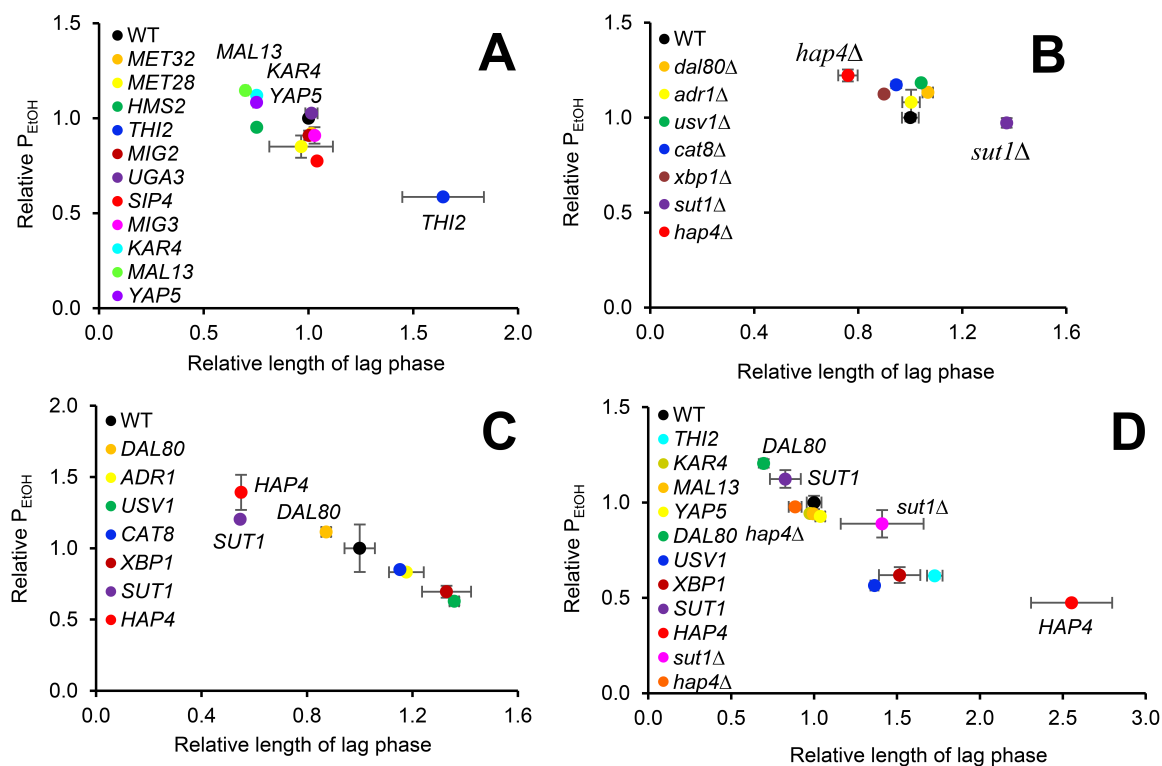 A
Relative P_EtOH
1.5
1.0
0.5
0.0
WT
MET32
MET28
HMS2
THI2
MIG2
UGA3
SIP4
MIG3
KAR4
MAL13
YAP5
MAL13
KAR4
YAP5
THI2
0.0 0.5 1.0 1.5 2.0
Relative length of lag phase
B
Relative P_EtOH
1.5
1.0
0.5
0.0
WT
dal80Δ
adr1Δ
usv1Δ
cat8Δ
xbp1Δ
sut1Δ
hap4Δ
hap4Δ
sut1Δ
0.0 0.4 0.8 1.2 1.6
Relative length of lag phase
C
Relative P_EtOH
2.0
1.5
1.0
0.5
0.0
WT
DAL80
ADR1
USV1
CAT8
XBP1
SUT1
HAP4
HAP4
SUT1
DAL80
0.0 0.4 0.8 1.2 1.6
Relative length of lag phase
D
Relative P_EtOH
1.5
1.0
0.5
0.0
WT
THI2
KAR4
MAL13
YAP5
DAL80
USV1
XBP1
SUT1
HAP4
sut1Δ
hap4Δ
DAL80
SUT1
hap4Δ
sut1Δ
HAP4
0.0 0.5 1.0 1.5 2.0 2.5 3.0
Relative length of lag phase